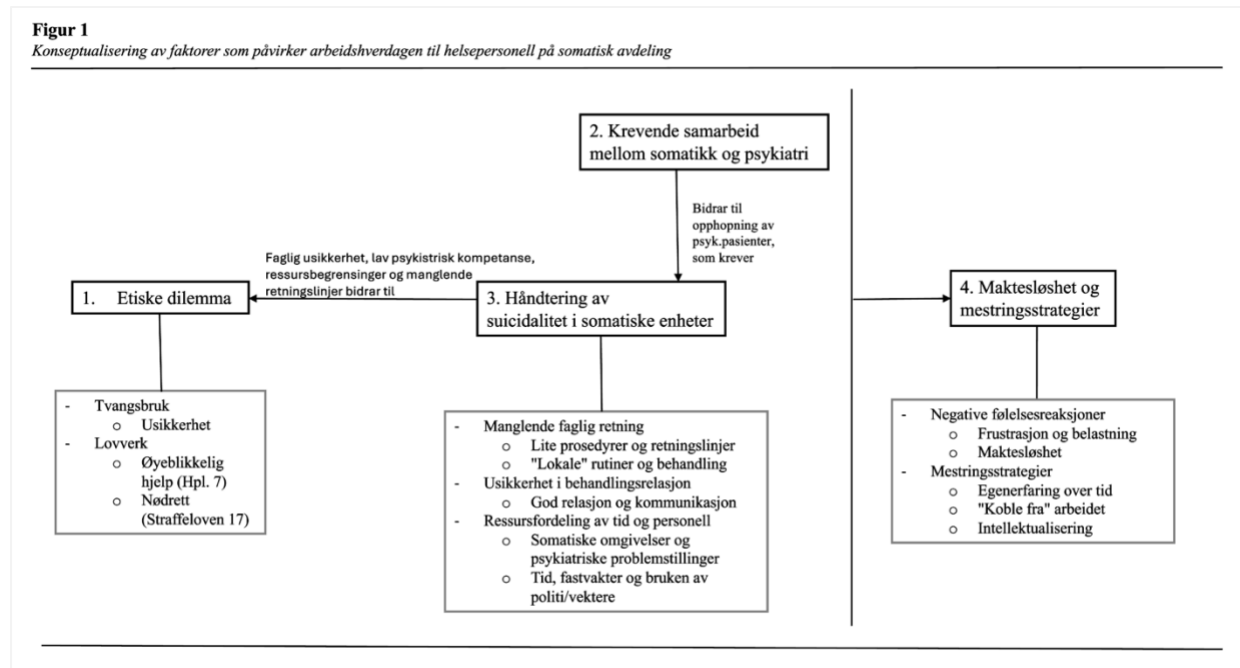 Figur 1
Konseptualisering av faktorer som påvirker arbeidshverdagen til helsepersonell på somatisk avdeling
2. Krevende samarbeid
mellom somatikk og psykiatri
Bidrar til
opphopning av
psyk.pasienter,
som krever
Faglig usikkerhet, lav psykistrisk kompetanse,
ressursbegrensinger og manglende
retningslinjer bidrar til
1. Etiske dilemma
3. Håndtering av
suicidalitet i somatiske enheter
4. Maktesløshet og
mestringsstrategier
- Tvangsbruk
o Usikkerhet
- Lovverk
o Øyeblikkelig
hjelp (Hpl. 7)
o Nødrett
(Straffeloven 17)
- Manglende faglig retning
o Lite prosedyrer og retningslinjer
o "Lokale" rutiner og behandling
- Usikkerhet i behandlingsrelasjon
o God relasjon og kommunikasjon
- Ressursfordeling av tid og personell
o Somatiske omgivelser og
psykiatriske problemstillinger
o Tid, fastvakter og bruken av
politi/vektere
- Negative følelsesreaksjoner
o Frustrasjon og belastning
o Maktesløshet
- Mestringsstrategier
o Egenerfaring over tid
o "Koble fra" arbeidet
o Intellektualisering